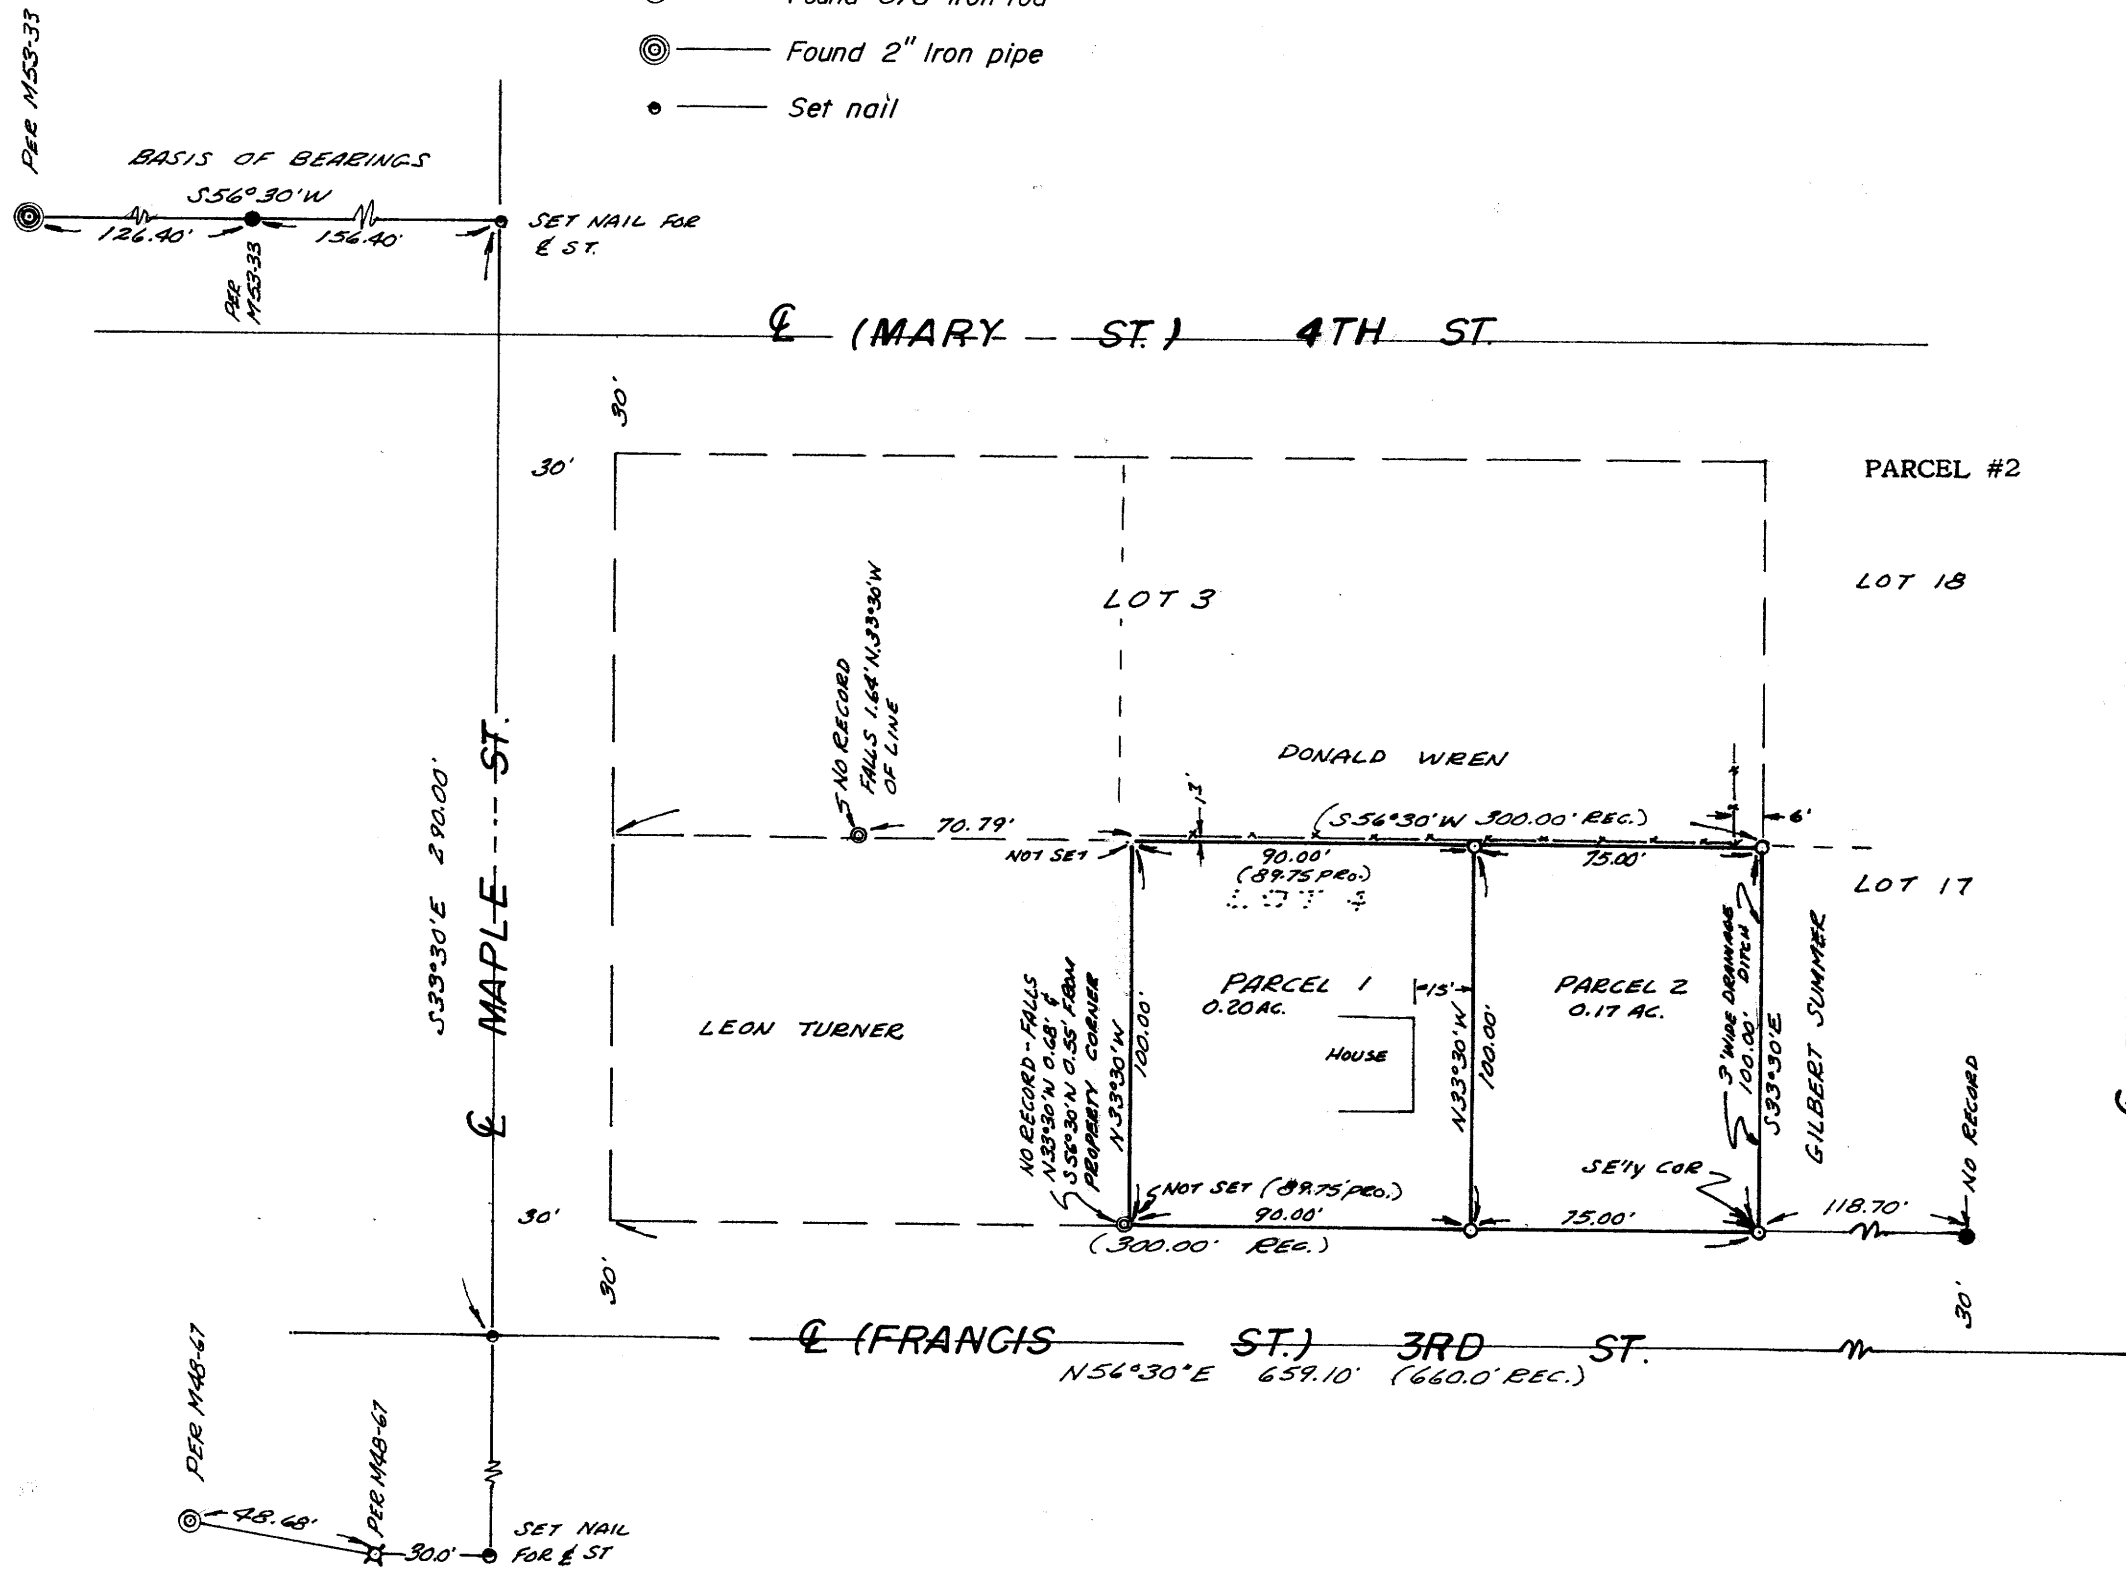 Found 5/8" Iron rod
Found 2" Iron pipe
Set nail
PER M53-33
BASIS OF BEARINGS
S56°30'W
126.40'
156.40'
PER
M53-33
SET NAIL FOR
℄ ST.
℄ (MARY ST.) 4TH ST.
30'
30'
PARCEL #2
LOT 18
LOT 3
NO RECORD
FALLS 1.64' N.33°30'W
OF LINE
S33°30'E 290.00'
℄ MAPLE ST.
DONALD WREN
(S56°30'W 300.00' REC.)
13'
6'
70.79'
NOT SET
90.00'
(89.75 PRO.)
75.00'
LOT 4
LOT 17
LEON TURNER
NO RECORD-FALLS
N33°30'W 0.68' &
S56°30'W 0.55' FROM
PROPERTY CORNER
N33°30'W
100.00'
PARCEL 1
0.20 AC.
15'
HOUSE
N33°30'W
100.00'
PARCEL 2
0.17 AC.
3' WIDE DRAINAGE
DITCH
100.00'
S33°30'E
GILBERT SUMMER
NO RECORD
SE'ly COR
NOT SET (89.75' PRO.)
90.00'
75.00'
118.70'
(300.00' REC.)
30'
30'
30'
℄ (FRANCIS ST.) 3RD ST.
N56°30"E 659.10' (660.0' REC.)
PER M48-67
PER M48-67
48.68'
30.0'
SET NAIL
FOR ℄ ST